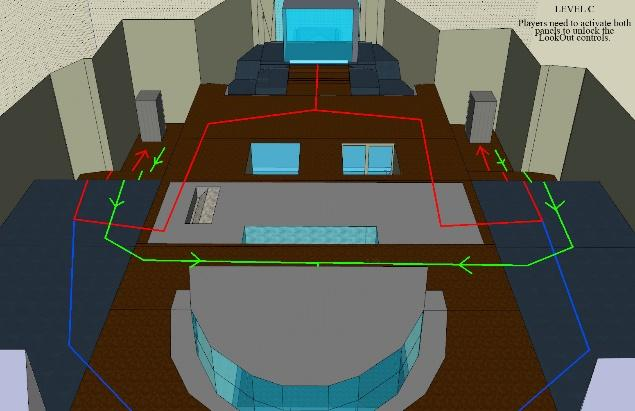 LEVEL C
Players need to activate both
panels to unlock the
LookOut controls.